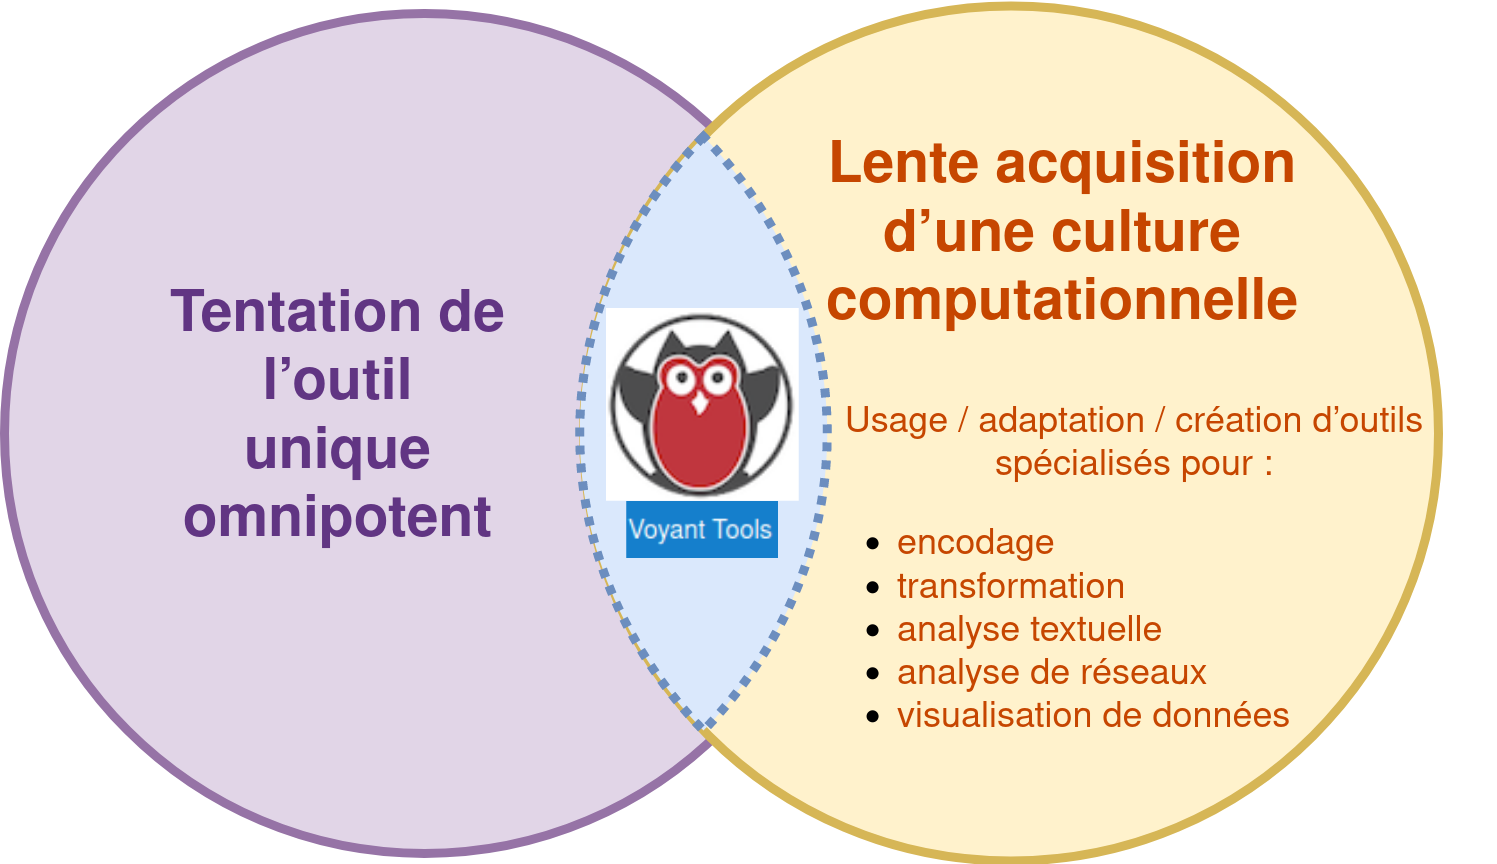 Tentation de
l’outil
unique
omnipotent
Voyant Tools
Lente acquisition
d’une culture
computationnelle
Usage / adaptation / création d’outils
spécialisés pour :
encodage
transformation
analyse textuelle
analyse de réseaux
visualisation de données